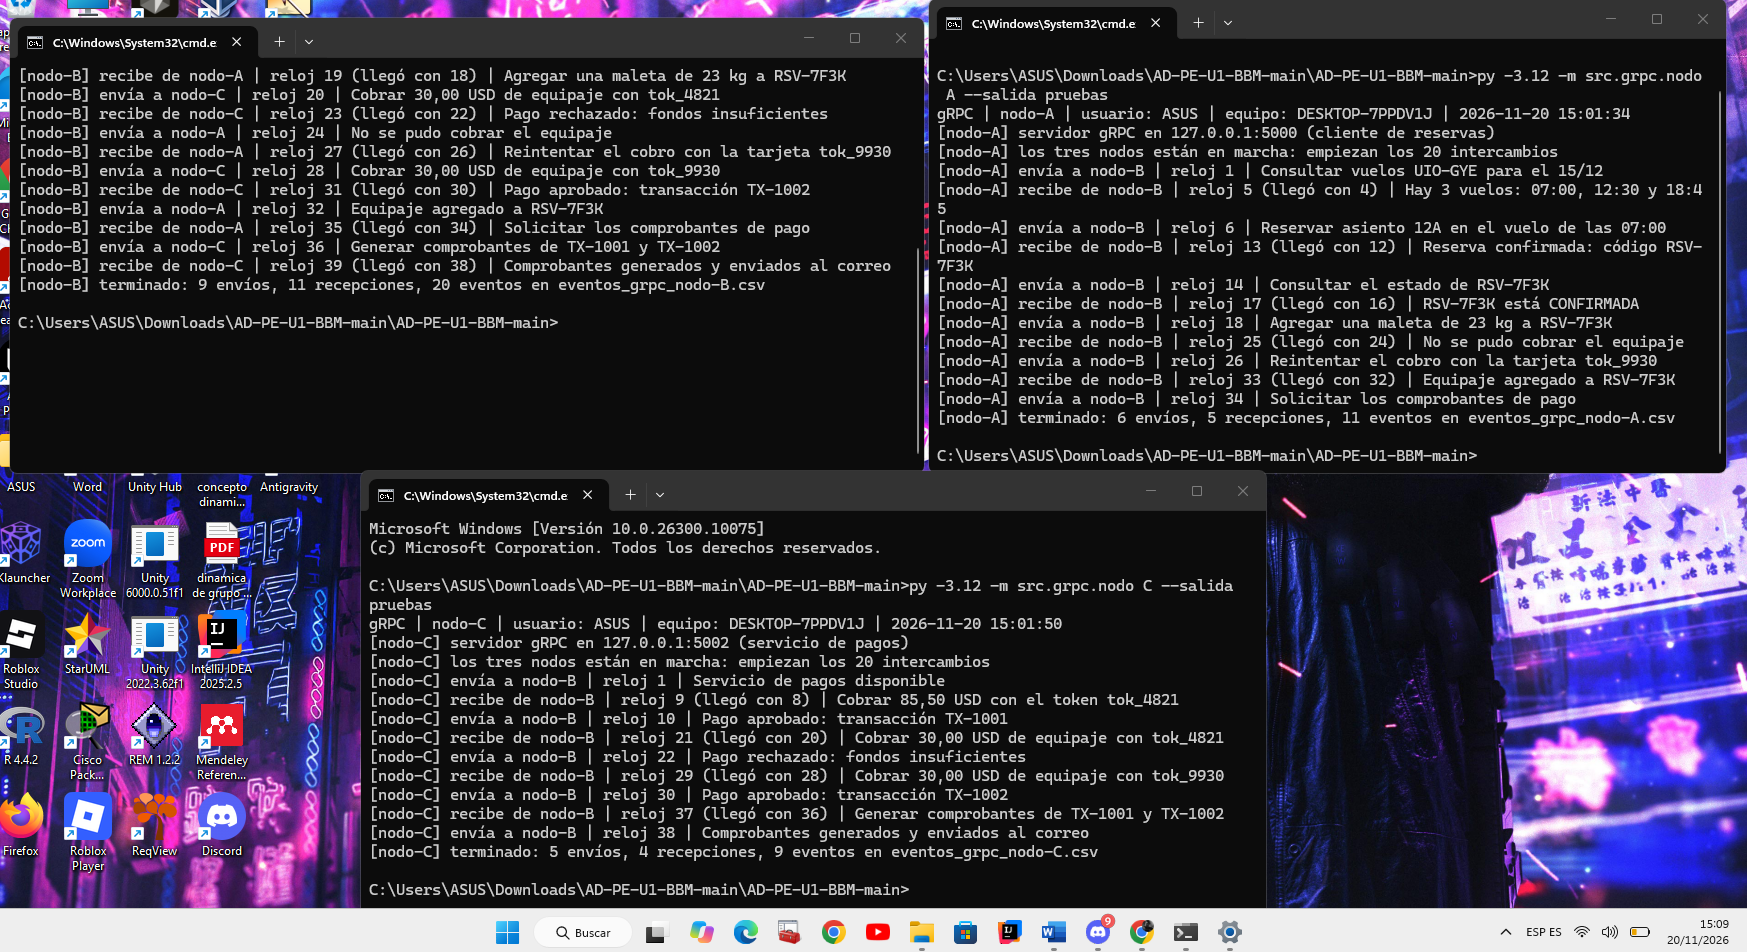 C:\Windows\System32\cmd.e
[nodo-B] recibe de nodo-A | reloj 19 (llegó con 18) | Agregar una maleta de 23 kg a RSV-7F3K
[nodo-B] envía a nodo-C | reloj 20 | Cobrar 30,00 USD de equipaje con tok_4821
[nodo-B] recibe de nodo-C | reloj 23 (llegó con 22) | Pago rechazado: fondos insuficientes
[nodo-B] envía a nodo-A | reloj 24 | No se pudo cobrar el equipaje
[nodo-B] recibe de nodo-A | reloj 27 (llegó con 26) | Reintentar el cobro con la tarjeta tok_9930
[nodo-B] envía a nodo-C | reloj 28 | Cobrar 30,00 USD de equipaje con tok_9930
[nodo-B] recibe de nodo-C | reloj 31 (llegó con 30) | Pago aprobado: transacción TX-1002
[nodo-B] envía a nodo-A | reloj 32 | Equipaje agregado a RSV-7F3K
[nodo-B] recibe de nodo-A | reloj 35 (llegó con 34) | Solicitar los comprobantes de pago
[nodo-B] envía a nodo-C | reloj 36 | Generar comprobantes de TX-1001 y TX-1002
[nodo-B] recibe de nodo-C | reloj 39 (llegó con 38) | Comprobantes generados y enviados al correo
[nodo-B] terminado: 9 envíos, 11 recepciones, 20 eventos en eventos_grpc_nodo-B.csv
C:\Users\ASUS\Downloads\AD-PE-U1-BBM-main\AD-PE-U1-BBM-main>
C:\Windows\System32\cmd.e
C:\Users\ASUS\Downloads\AD-PE-U1-BBM-main\AD-PE-U1-BBM-main>py -3.12 -m src.grpc.nodo
A --salida pruebas
gRPC | nodo-A | usuario: ASUS | equipo: DESKTOP-7PPDV1J | 2026-11-20 15:01:34
[nodo-A] servidor gRPC en 127.0.0.1:5000 (cliente de reservas)
[nodo-A] los tres nodos están en marcha: empiezan los 20 intercambios
[nodo-A] envía a nodo-B | reloj 1 | Consultar vuelos UIO-GYE para el 15/12
[nodo-A] recibe de nodo-B | reloj 5 (llegó con 4) | Hay 3 vuelos: 07:00, 12:30 y 18:4
5
[nodo-A] envía a nodo-B | reloj 6 | Reservar asiento 12A en el vuelo de las 07:00
[nodo-A] recibe de nodo-B | reloj 13 (llegó con 12) | Reserva confirmada: código RSV-
7F3K
[nodo-A] envía a nodo-B | reloj 14 | Consultar el estado de RSV-7F3K
[nodo-A] recibe de nodo-B | reloj 17 (llegó con 16) | RSV-7F3K está CONFIRMADA
[nodo-A] envía a nodo-B | reloj 18 | Agregar una maleta de 23 kg a RSV-7F3K
[nodo-A] recibe de nodo-B | reloj 25 (llegó con 24) | No se pudo cobrar el equipaje
[nodo-A] envía a nodo-B | reloj 26 | Reintentar el cobro con la tarjeta tok_9930
[nodo-A] recibe de nodo-B | reloj 33 (llegó con 32) | Equipaje agregado a RSV-7F3K
[nodo-A] envía a nodo-B | reloj 34 | Solicitar los comprobantes de pago
[nodo-A] terminado: 6 envíos, 5 recepciones, 11 eventos en eventos_grpc_nodo-A.csv
C:\Users\ASUS\Downloads\AD-PE-U1-BBM-main\AD-PE-U1-BBM-main>
C:\Windows\System32\cmd.e
Microsoft Windows [Versión 10.0.26300.10075]
(c) Microsoft Corporation. Todos los derechos reservados.
C:\Users\ASUS\Downloads\AD-PE-U1-BBM-main\AD-PE-U1-BBM-main>py -3.12 -m src.grpc.nodo C --salida
pruebas
gRPC | nodo-C | usuario: ASUS | equipo: DESKTOP-7PPDV1J | 2026-11-20 15:01:50
[nodo-C] servidor gRPC en 127.0.0.1:5002 (servicio de pagos)
[nodo-C] los tres nodos están en marcha: empiezan los 20 intercambios
[nodo-C] envía a nodo-B | reloj 1 | Servicio de pagos disponible
[nodo-C] recibe de nodo-B | reloj 9 (llegó con 8) | Cobrar 85,50 USD con el token tok_4821
[nodo-C] envía a nodo-B | reloj 10 | Pago aprobado: transacción TX-1001
[nodo-C] recibe de nodo-B | reloj 21 (llegó con 20) | Cobrar 30,00 USD de equipaje con tok_4821
[nodo-C] envía a nodo-B | reloj 22 | Pago rechazado: fondos insuficientes
[nodo-C] recibe de nodo-B | reloj 29 (llegó con 28) | Cobrar 30,00 USD de equipaje con tok_9930
[nodo-C] envía a nodo-B | reloj 30 | Pago aprobado: transacción TX-1002
[nodo-C] recibe de nodo-B | reloj 37 (llegó con 36) | Generar comprobantes de TX-1001 y TX-1002
[nodo-C] envía a nodo-B | reloj 38 | Comprobantes generados y enviados al correo
[nodo-C] terminado: 5 envíos, 4 recepciones, 9 eventos en eventos_grpc_nodo-C.csv
C:\Users\ASUS\Downloads\AD-PE-U1-BBM-main\AD-PE-U1-BBM-main>
ASUS
Word
Unity Hub
concepto
dinami...
Antigravity
zoom
PDF
Klauncher
Zoom
Workplace
Unity
6000.0.51f1
dinamica
de grupo ...
IJ
Roblox
Studio
StarUML
Unity
2022.3.62f1
IntelliJ IDEA
2025.2.5
R 4.4.2
Cisco
Pack...
REM 1.2.2
Mendeley
Referen...
Firefox
Roblox
Player
ReqView
Discord
Buscar
9
ESP ES
15:09
20/11/2026